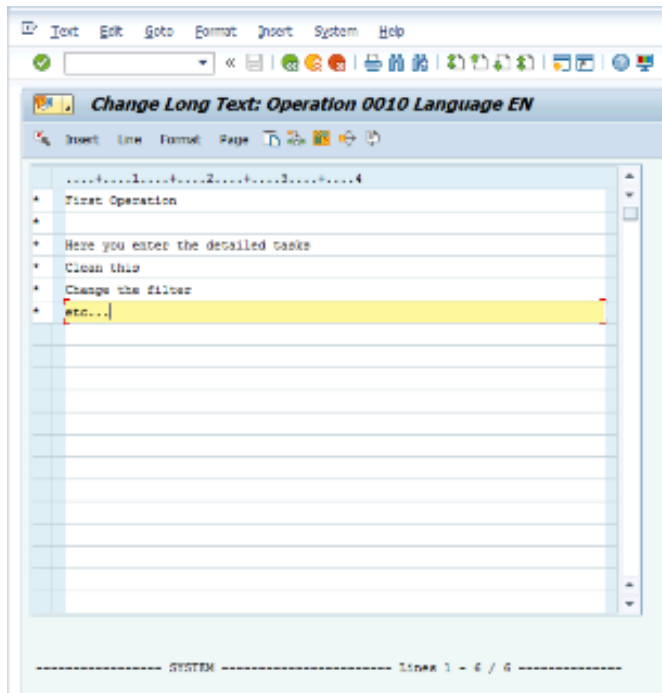 Text Edit Goto Format Insert System Help
Change Long Text: Operation 0010 Language EN
Insert Line Format Page
....+....1....+....2....+....3....+....4
* First Operation
*
* Here you enter the detailed tasks
* Clean this
* Change the filter
* etc...
------------------ SYSTEM ------------------------ Lines 1 - 6 / 6 ---------------